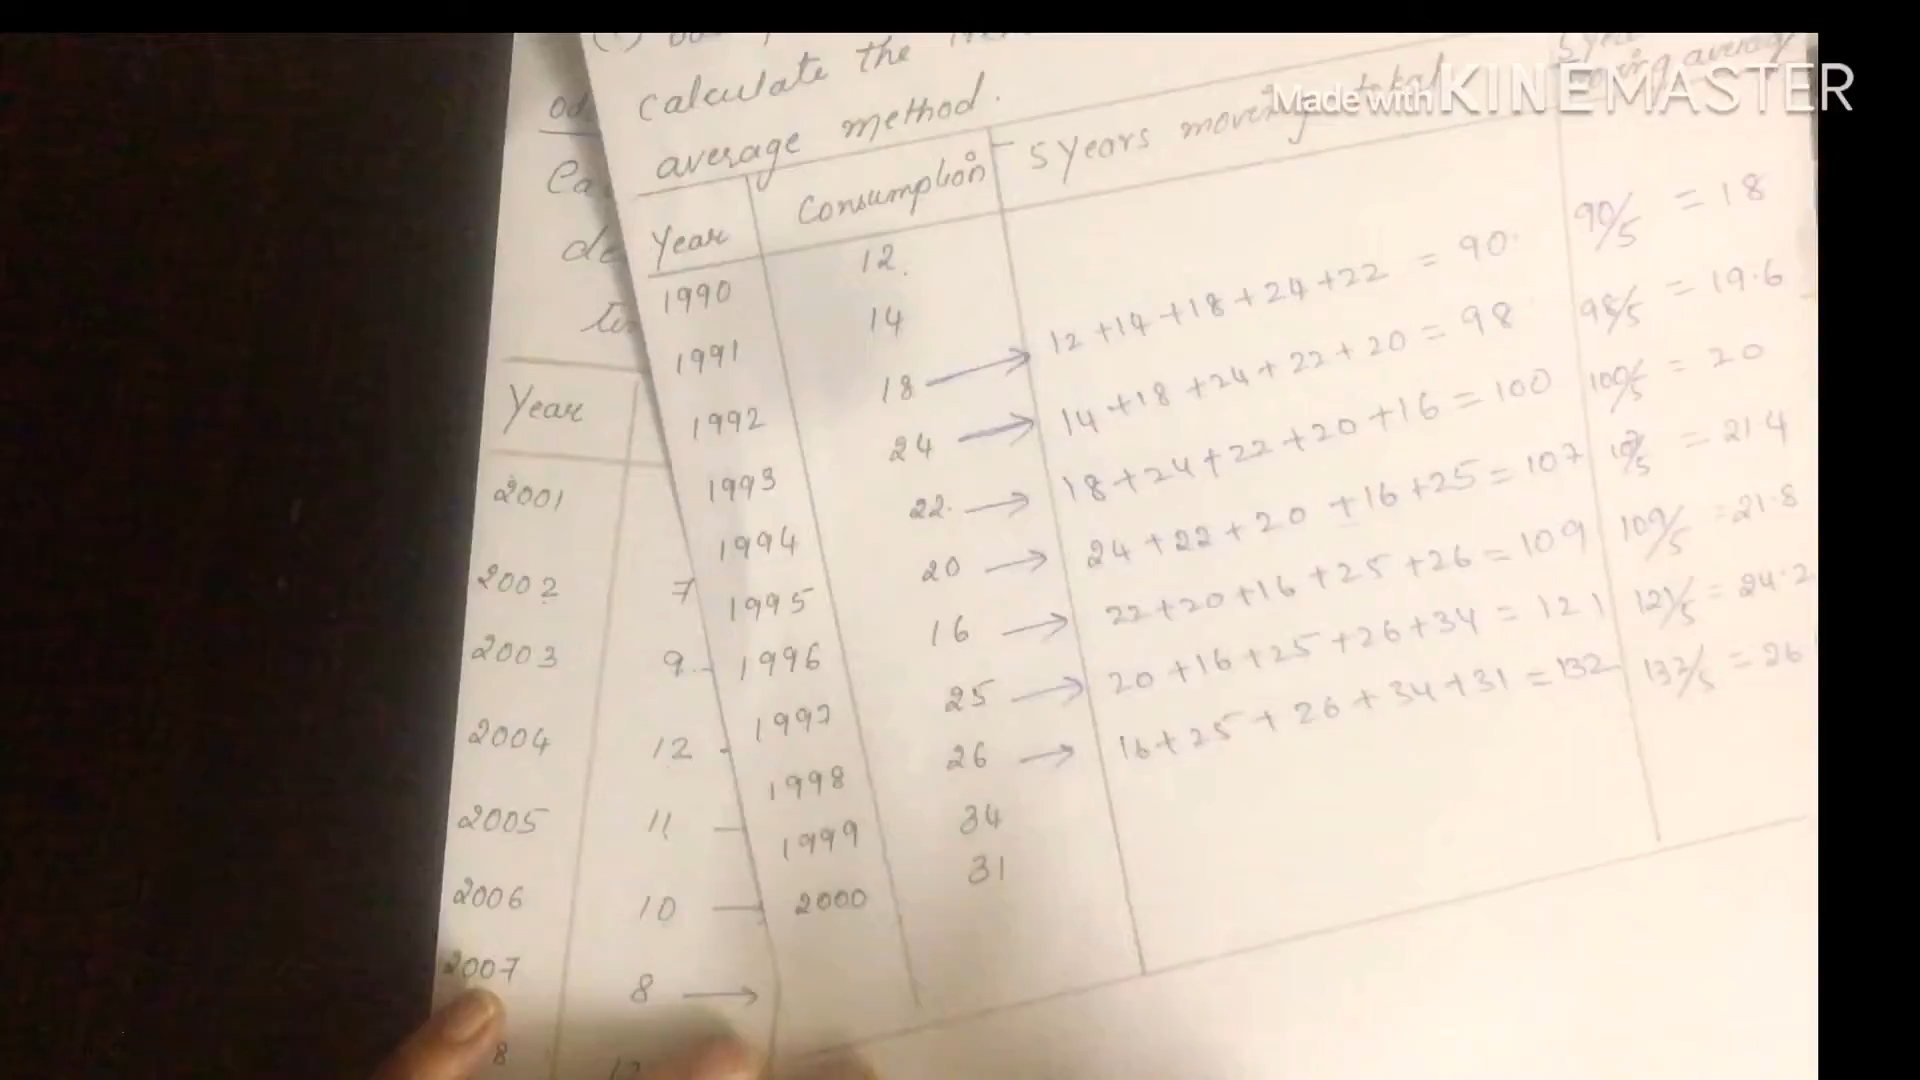 calculate the
average method.
Year Consumption 5 Years moving total
1990 12.
1991 14
1992 18 → 12 + 14 + 18 + 24 + 22 = 90. 90/5 = 18
1993 24 → 14 + 18 + 24 + 22 + 20 = 98 98/5 = 19.6
1994 22. → 18 + 24 + 22 + 20 + 16 = 100 100/5 = 20
1995 20 → 24 + 22 + 20 + 16 + 25 = 107 107/5 = 21.4
1996 16 → 22 + 20 + 16 + 25 + 26 = 109 109/5 = 21.8
1997 25 → 20 + 16 + 25 + 26 + 34 = 121 121/5 = 24.2
1998 26 → 16 + 25 + 26 + 34 + 31 = 132 132/5 = 26
1999 34
2000 31
Year
2001
2002 7
2003 9
2004 12
2005 11
2006 10
2007 8 →
8
Made with KINEMASTER